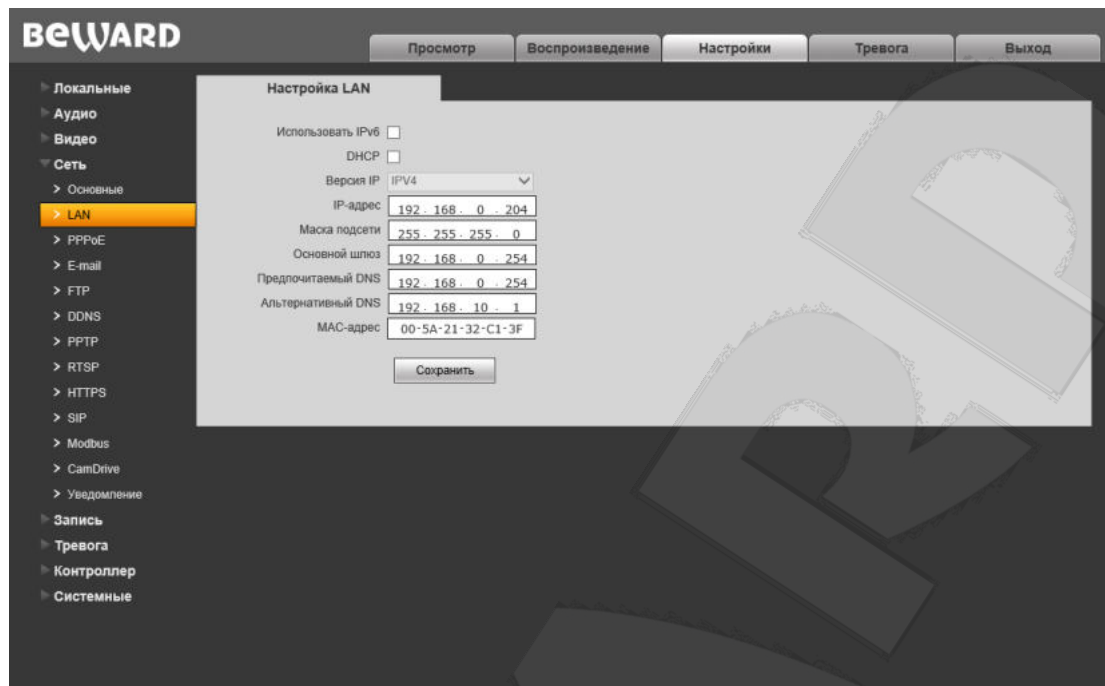 BEWARD
Просмотр
Воспроизведение
Настройки
Тревога
Выход
Локальные
Аудио
Видео
Сеть
> Основные
> LAN
> PPPoE
> E-mail
> FTP
> DDNS
> PPTP
> RTSP
> HTTPS
> SIP
> Modbus
> CamDrive
> Уведомление
Запись
Тревога
Контроллер
Системные
Настройка LAN
Использовать IPv6
DHCP
Версия IP IPV4
IP-адрес 192 . 168 . 0 . 204
Маска подсети 255 . 255 . 255 . 0
Основной шлюз 192 . 168 . 0 . 254
Предпочитаемый DNS 192 . 168 . 0 . 254
Альтернативный DNS 192 . 168 . 10 . 1
MAC-адрес 00-5A-21-32-C1-3F
Сохранить